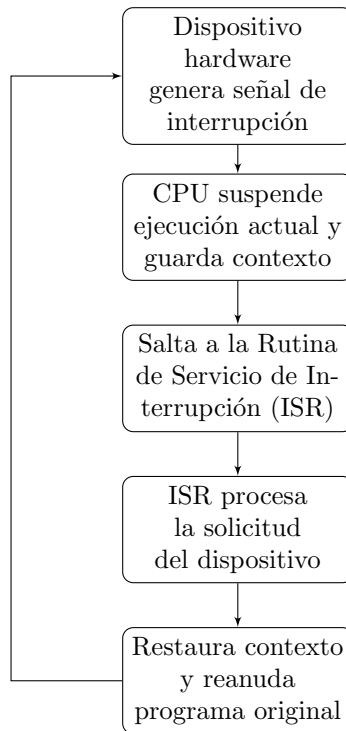 Dispositivo
hardware
genera señal de
interrupción
CPU suspende
ejecución actual y
guarda contexto
Salta a la Rutina
de Servicio de In-
terrupción (ISR)
ISR procesa
la solicitud
del dispositivo
Restaura contexto
y reanuda
programa original